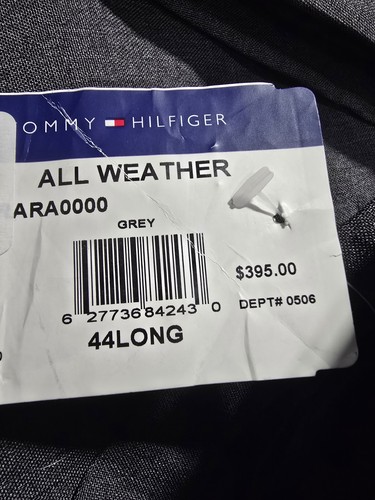 OMMY HILFIGER
ALL WEATHER
ARA0000
GREY
$395.00
6 27736 84243 0
DEPT# 0506
44LONG